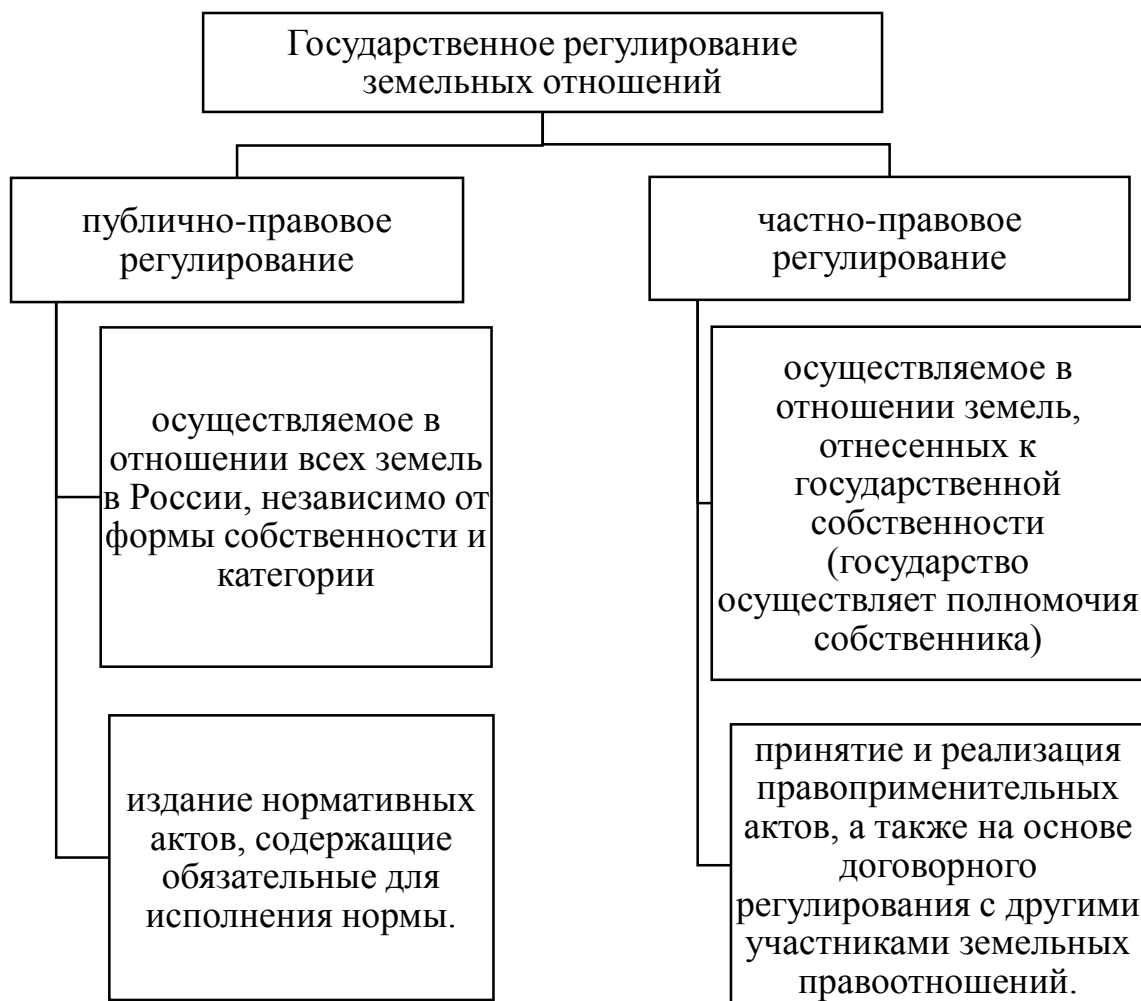 Государственное регулирование
земельных отношений
публично-правовое
регулирование
осуществляемое в
отношении всех земель
в России, независимо от
формы собственности и
категории
издание нормативных
актов, содержащие
обязательные для
исполнения нормы.
частно-правовое
регулирование
осуществляемое в
отношении земель,
отнесенных к
государственной
собственности
(государство
осуществляет полномочия
собственника)
принятие и реализация
правоприменительных
актов, а также на основе
договорного
регулирования с другими
участниками земельных
правоотношений.